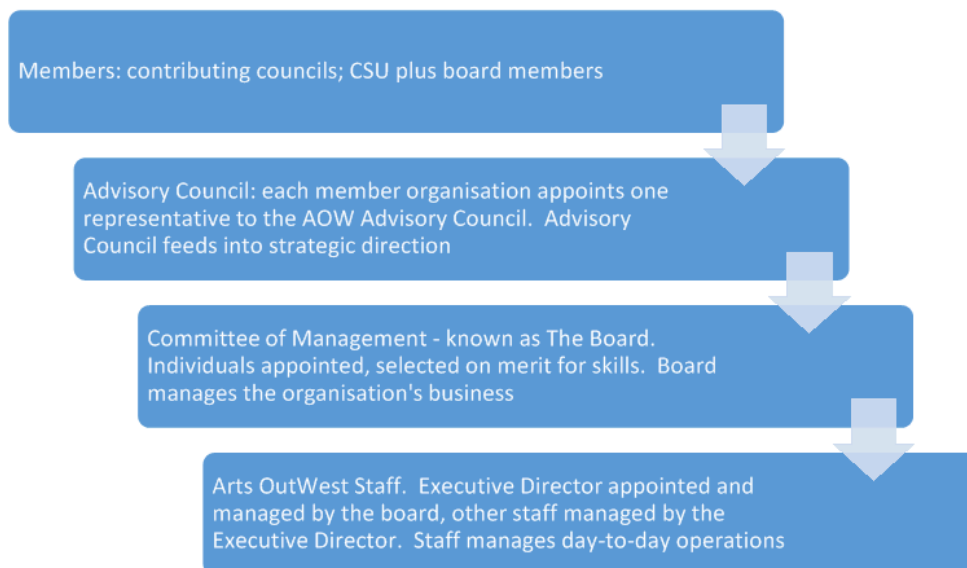 Members: contributing councils; CSU plus board members
Advisory Council: each member organisation appoints one
representative to the AOW Advisory Council.  Advisory
Council feeds into strategic direction
Committee of Management - known as The Board.
Individuals appointed, selected on merit for skills.  Board
manages the organisation's business
Arts OutWest Staff.  Executive Director appointed and
managed by the board, other staff managed by the
Executive Director.  Staff manages day-to-day operations